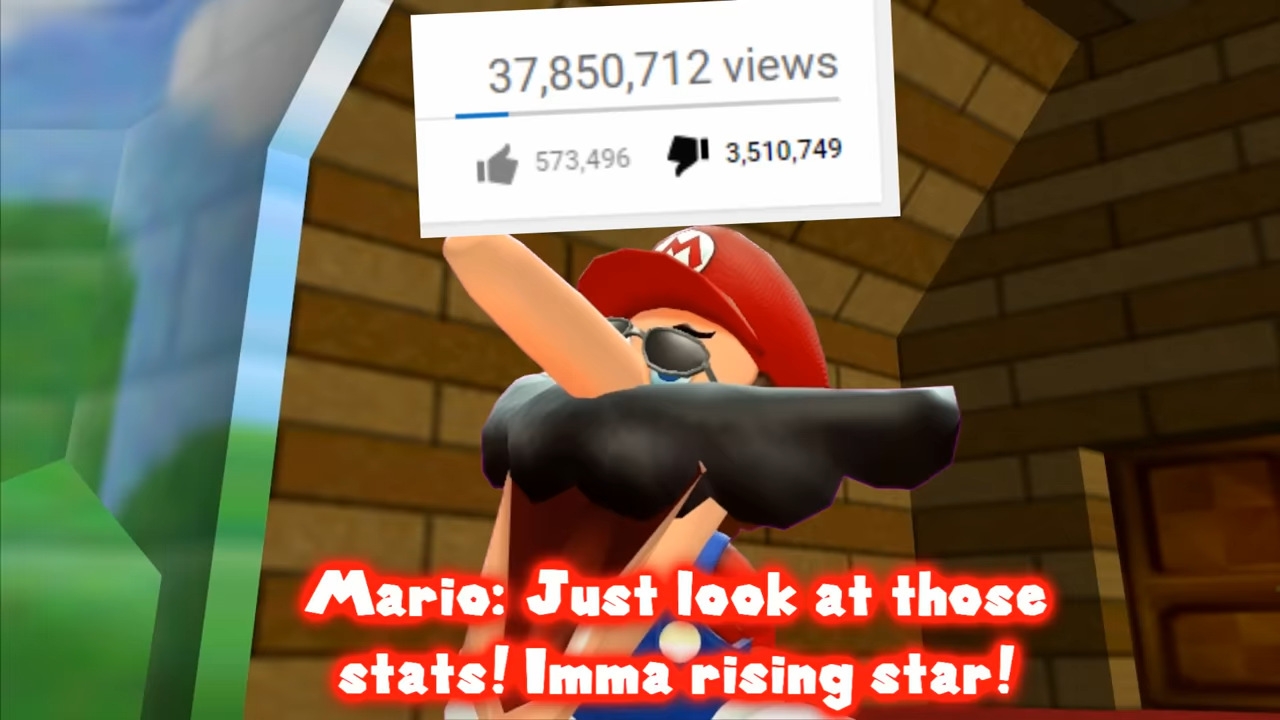 37,850,712 views
573,496 3,510,749
M
Mario: Just look at those
stats! Imma rising star!